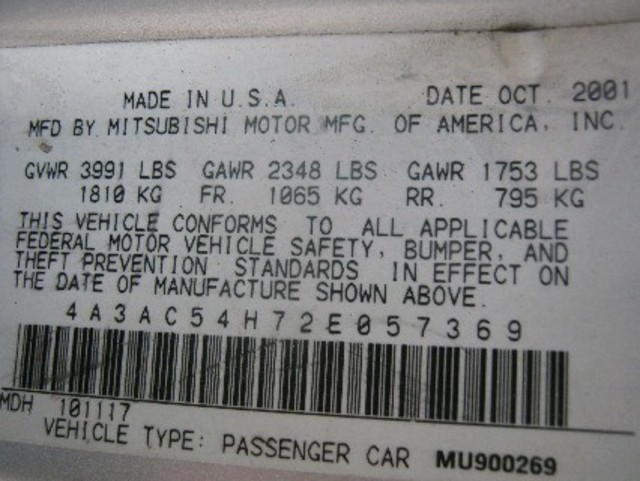 MADE IN U.S.A. DATE OCT. 2001
MFD BY MITSUBISHI MOTOR MFG. OF AMERICA, INC.
GVWR 3991 LBS GAWR 2348 LBS GAWR 1753 LBS
1810 KG FR. 1065 KG RR. 795 KG
THIS VEHICLE CONFORMS TO ALL APPLICABLE
FEDERAL MOTOR VEHICLE SAFETY, BUMPER, AND
THEFT PREVENTION STANDARDS IN EFFECT ON
THE DATE OF MANUFACTURE SHOWN ABOVE.
4A3AC54H72E057369
MDH 101117
VEHICLE TYPE: PASSENGER CAR MU900269